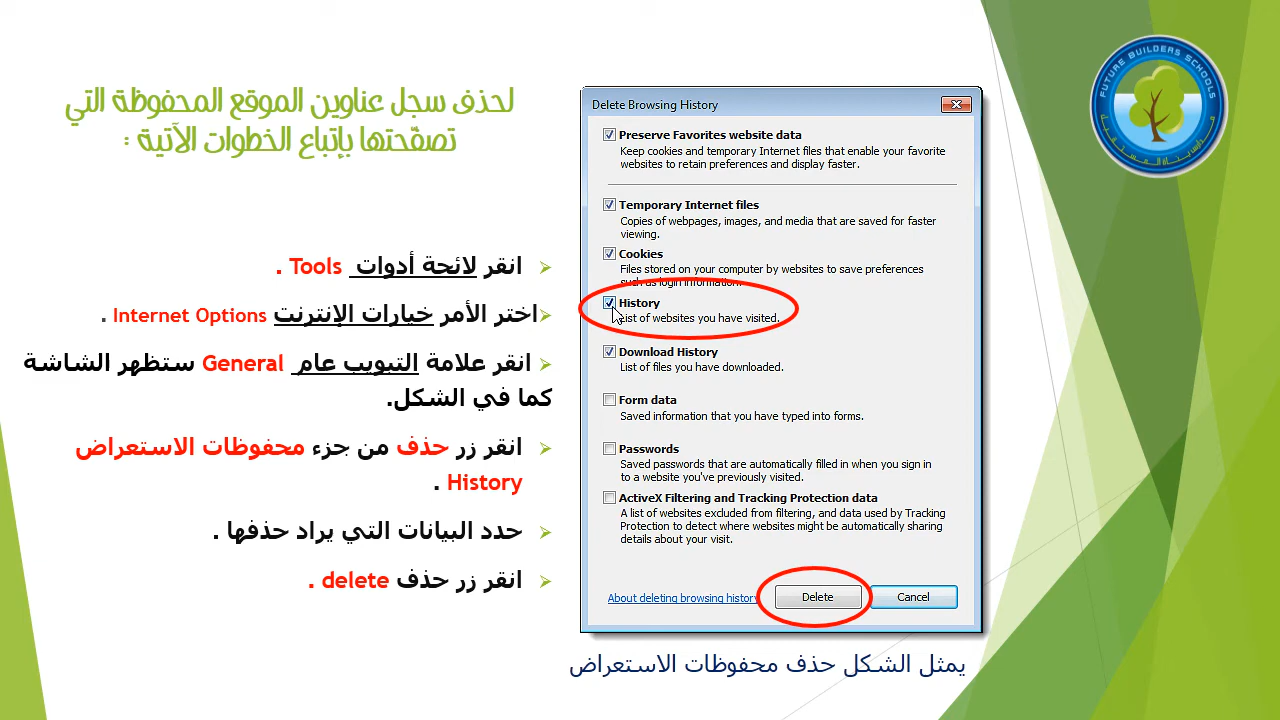 لحذف سجل عناوين الموقع المحفوظة التي
تصفّحتها بإتباع الخطوات الآتية :
انقر لائحة أدوات Tools .
اختر الأمر خيارات الإنترنت Internet Options .
انقر علامة التبويب عام General ستظهر الشاشة
كما في الشكل.
انقر زر حذف من جزء محفوظات الاستعراض
History .
حدد البيانات التي يراد حذفها .
انقر زر حذف delete .
Delete Browsing History
Preserve Favorites website data
Keep cookies and temporary Internet files that enable your favorite
websites to retain preferences and display faster.
Temporary Internet files
Copies of webpages, images, and media that are saved for faster
viewing.
Cookies
Files stored on your computer by websites to save preferences
such as login information.
History
List of websites you have visited.
Download History
List of files you have downloaded.
Form data
Saved information that you have typed into forms.
Passwords
Saved passwords that are automatically filled in when you sign in
to a website you've previously visited.
ActiveX Filtering and Tracking Protection data
A list of websites excluded from filtering, and data used by Tracking
Protection to detect where websites might be automatically sharing
details about your visit.
About deleting browsing history
Delete
Cancel
يمثل الشكل حذف محفوظات الاستعراض
FUTURE BUILDERS SCHOOLS
مدارس بناة المستقبل